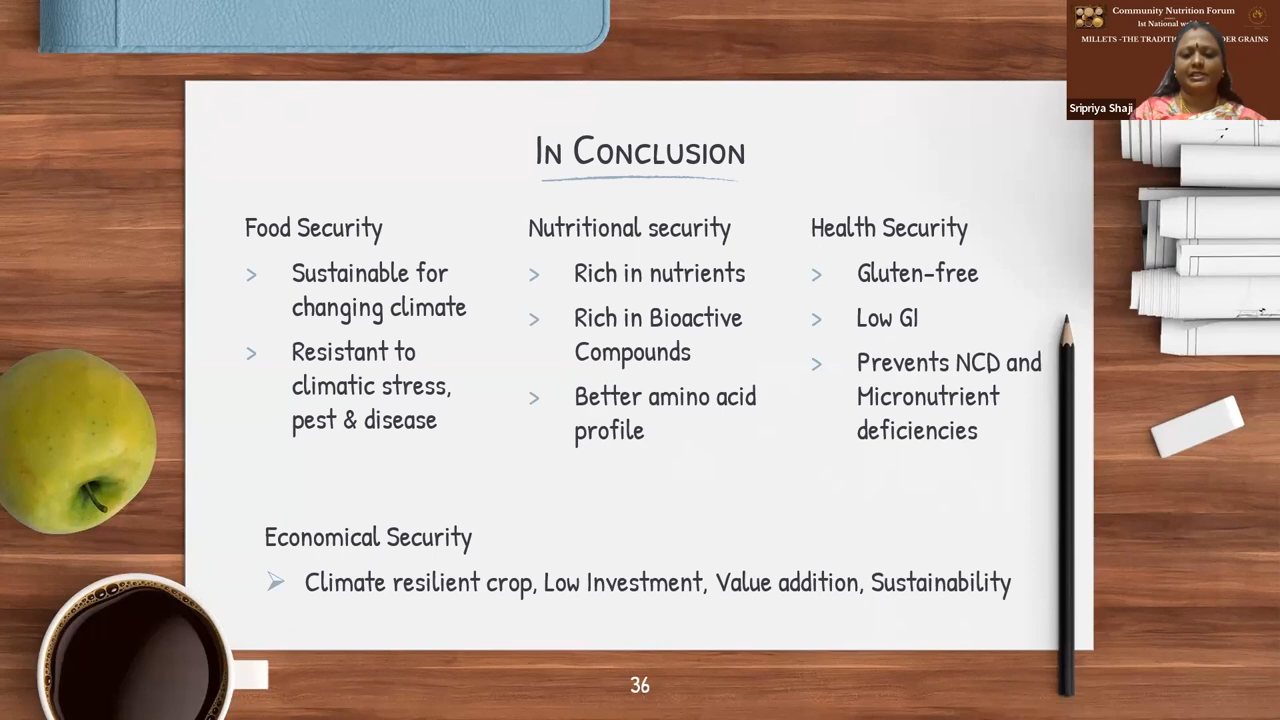 Community Nutrition Forum
1st National
MILLETS -THE TRADITIO DER GRAINS
Sripriya Shaji
In Conclusion
Food Security
> Sustainable for
changing climate
> Resistant to
climatic stress,
pest & disease
Nutritional security
> Rich in nutrients
> Rich in Bioactive
Compounds
> Better amino acid
profile
Health Security
> Gluten-free
> Low GI
> Prevents NCD and
Micronutrient
deficiencies
Economical Security
➢ Climate resilient crop, Low Investment, Value addition, Sustainability
36